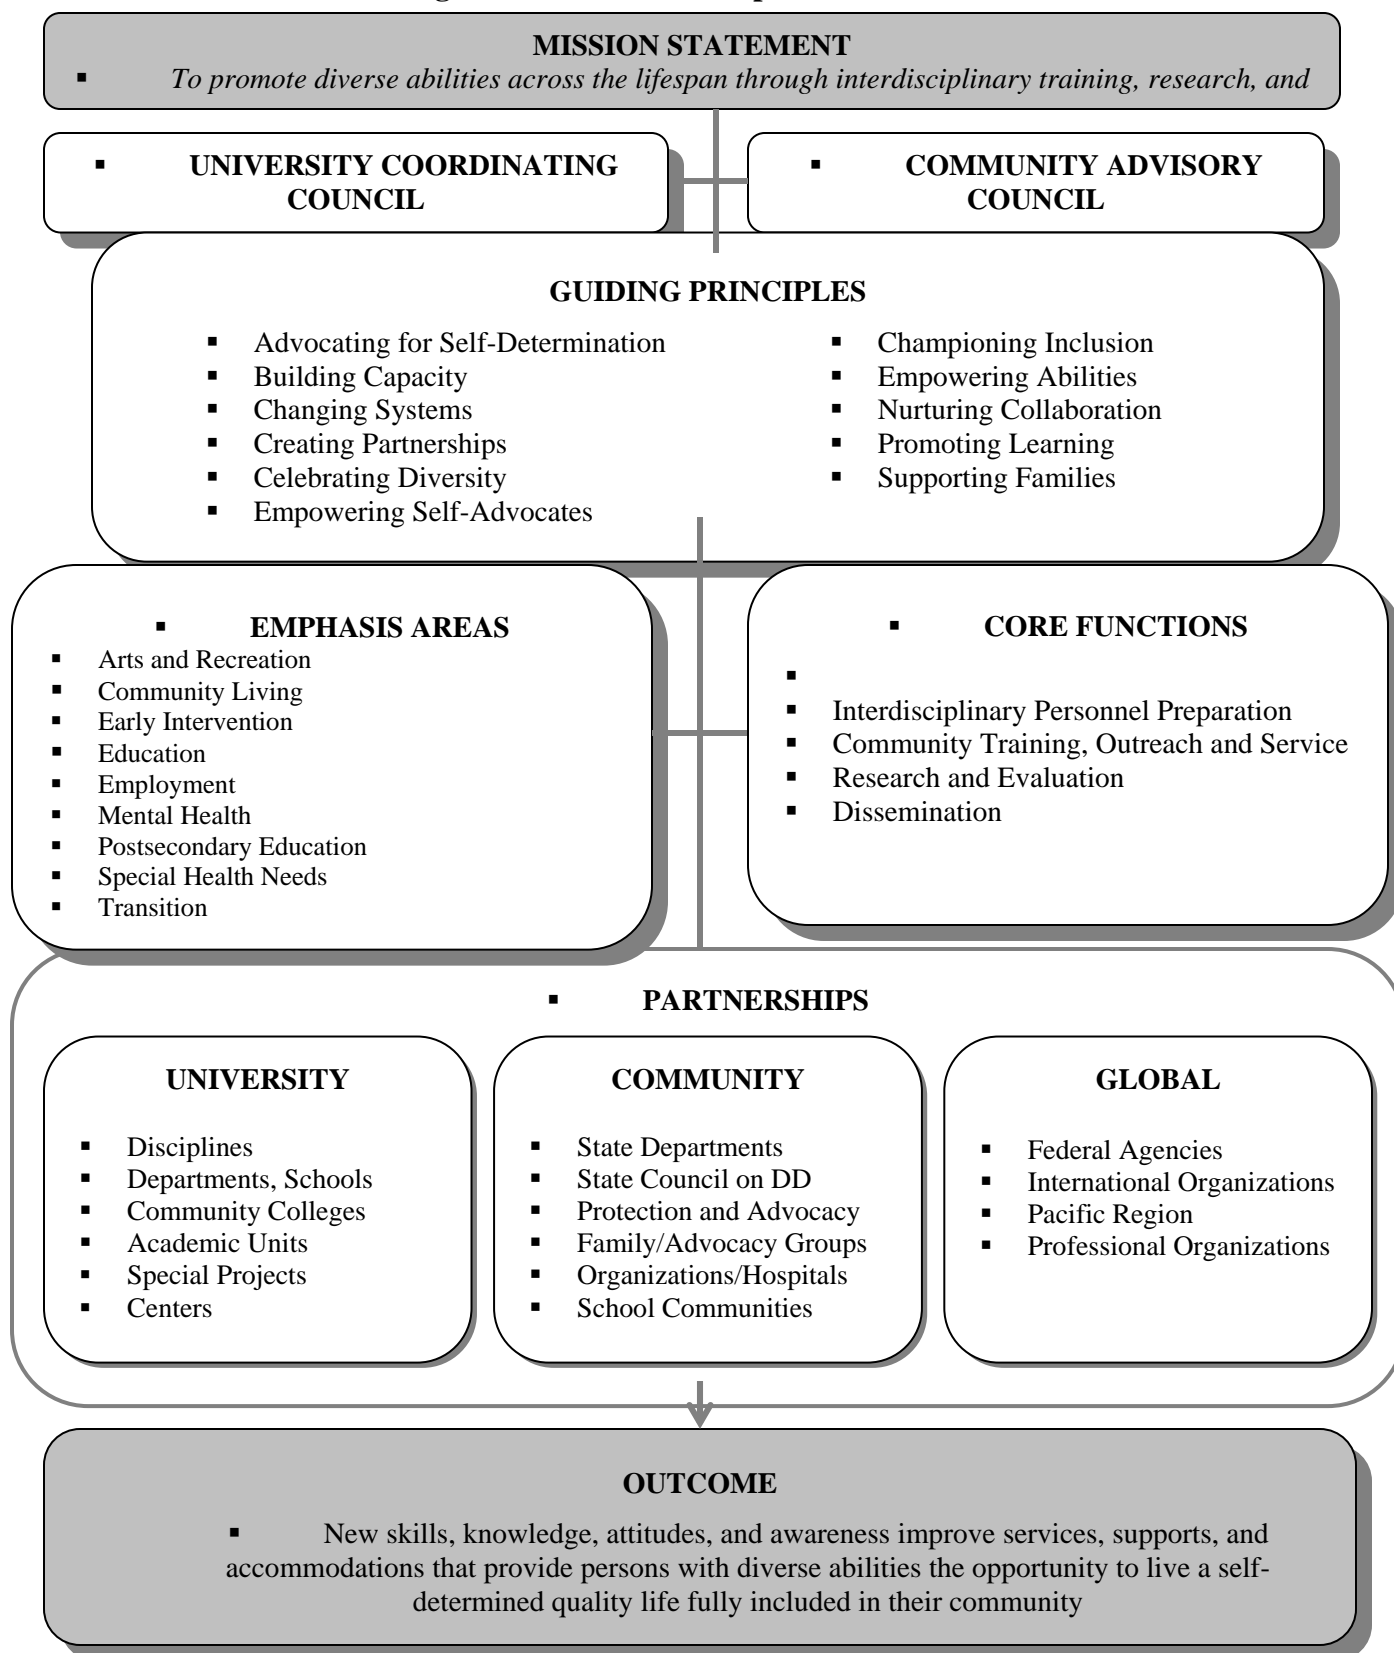 MISSION STATEMENT
▪ To promote diverse abilities across the lifespan through interdisciplinary training, research, and
▪ UNIVERSITY COORDINATING
COUNCIL
▪ COMMUNITY ADVISORY
COUNCIL
GUIDING PRINCIPLES
▪ Advocating for Self-Determination
▪ Building Capacity
▪ Changing Systems
▪ Creating Partnerships
▪ Celebrating Diversity
▪ Empowering Self-Advocates
▪ Championing Inclusion
▪ Empowering Abilities
▪ Nurturing Collaboration
▪ Promoting Learning
▪ Supporting Families
▪ EMPHASIS AREAS
▪ Arts and Recreation
▪ Community Living
▪ Early Intervention
▪ Education
▪ Employment
▪ Mental Health
▪ Postsecondary Education
▪ Special Health Needs
▪ Transition
▪ CORE FUNCTIONS
▪
▪ Interdisciplinary Personnel Preparation
▪ Community Training, Outreach and Service
▪ Research and Evaluation
▪ Dissemination
▪ PARTNERSHIPS
UNIVERSITY
▪ Disciplines
▪ Departments, Schools
▪ Community Colleges
▪ Academic Units
▪ Special Projects
▪ Centers
COMMUNITY
▪ State Departments
▪ State Council on DD
▪ Protection and Advocacy
▪ Family/Advocacy Groups
▪ Organizations/Hospitals
▪ School Communities
GLOBAL
▪ Federal Agencies
▪ International Organizations
▪ Pacific Region
▪ Professional Organizations
OUTCOME
▪ New skills, knowledge, attitudes, and awareness improve services, supports, and
accommodations that provide persons with diverse abilities the opportunity to live a self-
determined quality life fully included in their community